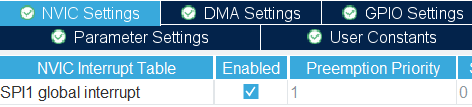 NVIC Settings DMA Settings GPIO Settings
Parameter Settings User Constants
NVIC Interrupt Table Enabled Preemption Priority
SPI1 global interrupt 1 0